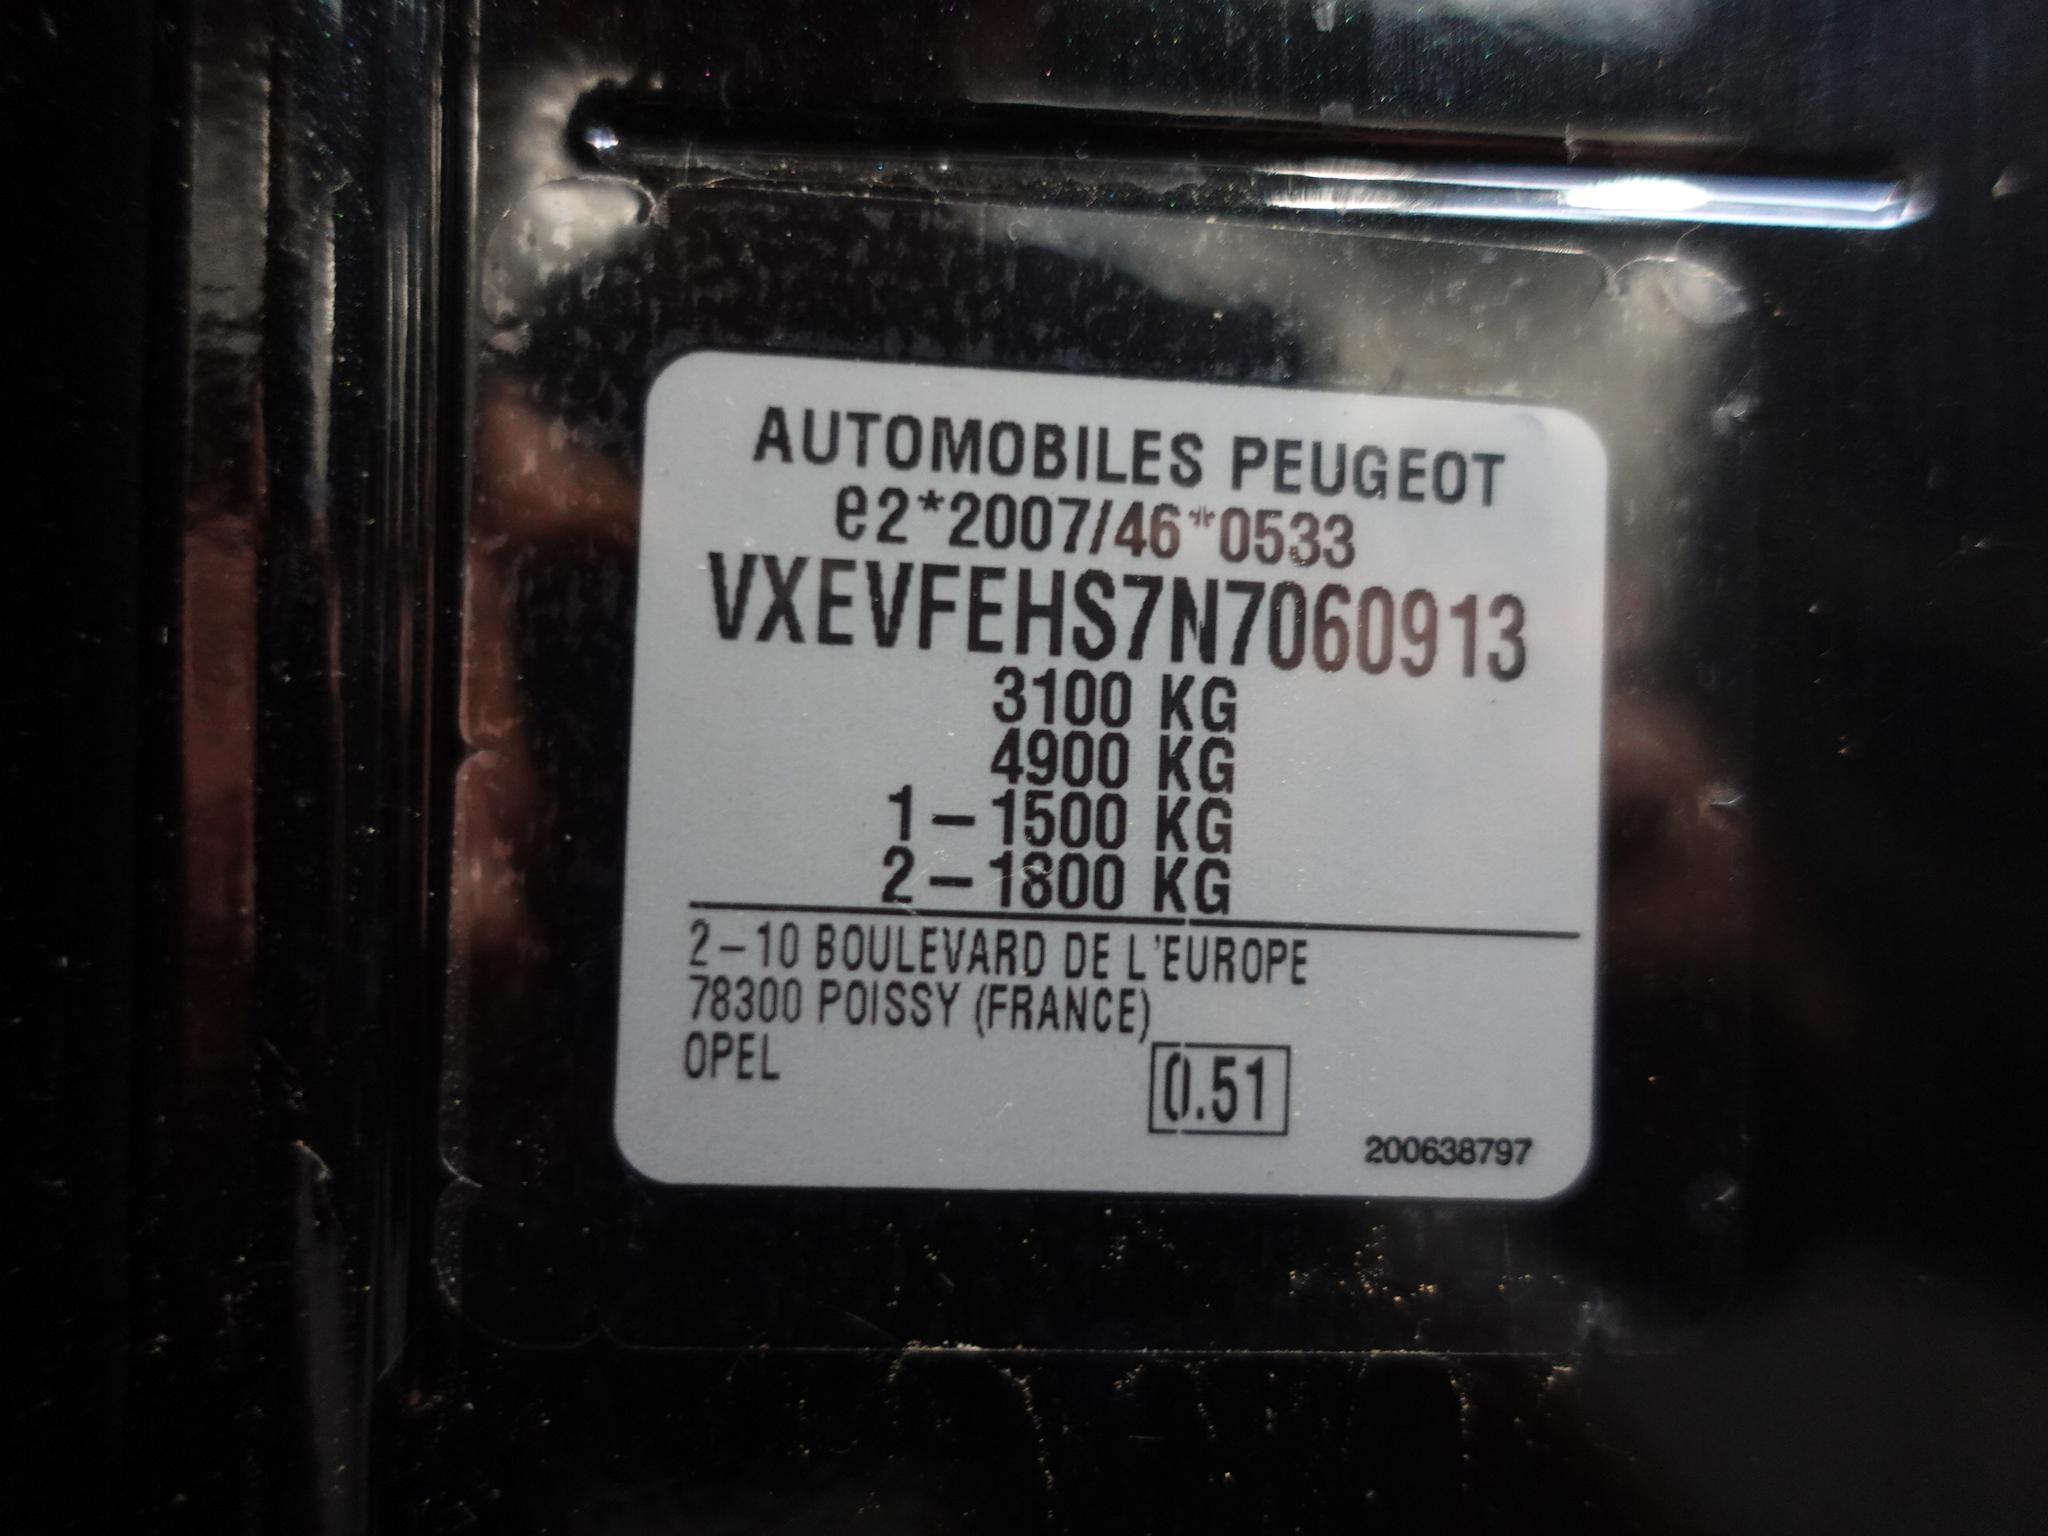 AUTOMOBILES PEUGEOT
e2*2007/46*0533
VXEVFEHS7N7060913
3100 KG
4900 KG
1-1500 KG
2-1800 KG
2-10 BOULEVARD DE L'EUROPE
78300 POISSY (FRANCE)
OPEL
0.51
200638797